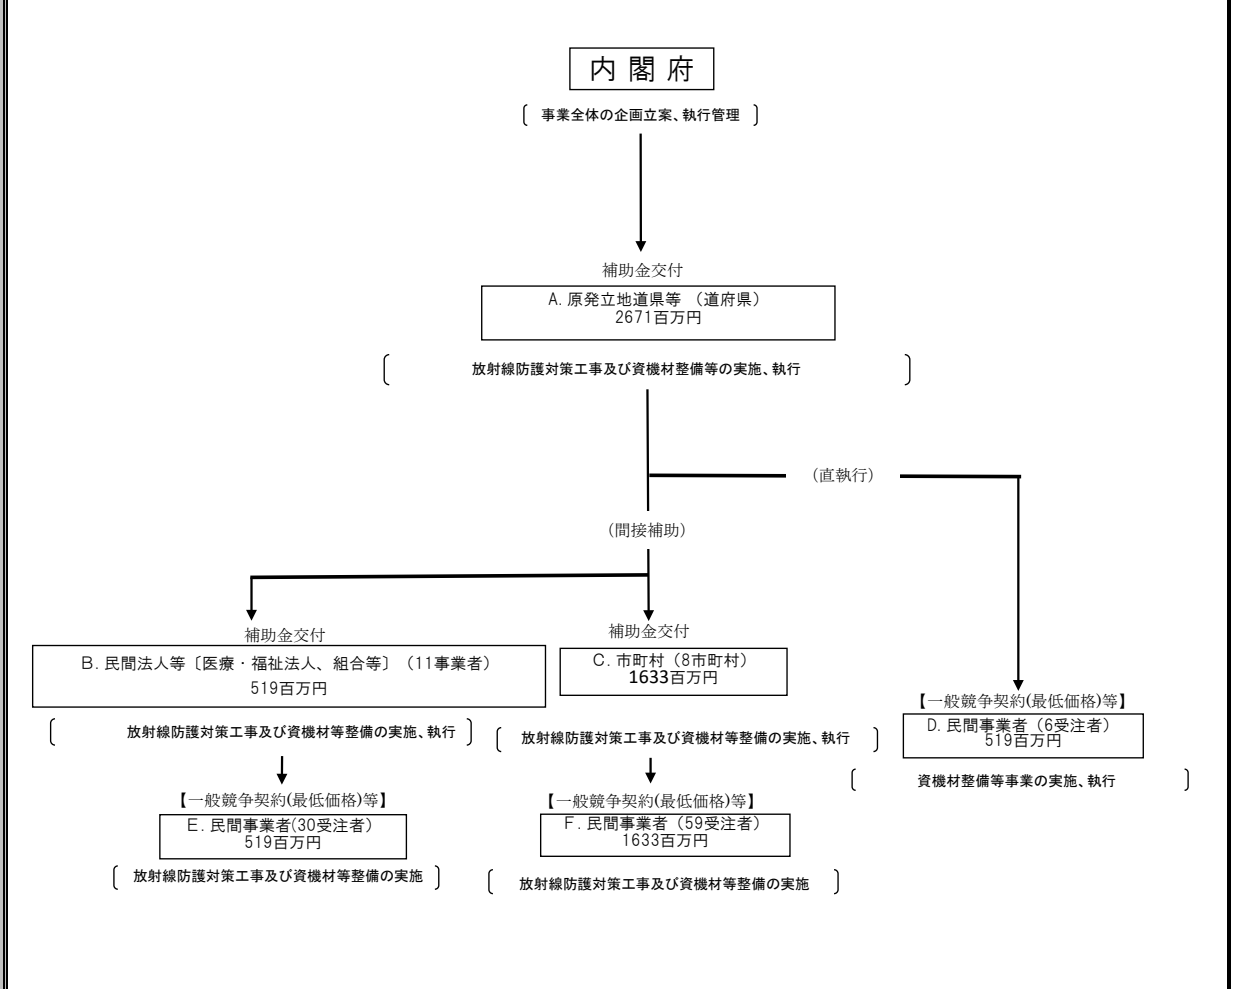 内 閣 府
事業全体の企画立案、執行管理
補助金交付
A. 原発立地道県等 （道府県）
2671百万円
放射線防護対策工事及び資機材整備等の実施、執行
（直執行）
（間接補助）
補助金交付
B. 民間法人等〔医療・福祉法人、組合等〕（11事業者）
519百万円
放射線防護対策工事及び資機材等整備の実施、執行
補助金交付
C. 市町村（8市町村）
1633百万円
放射線防護対策工事及び資機材等整備の実施、執行
【一般競争契約(最低価格)等】
D. 民間事業者（6受注者）
519百万円
資機材整備等事業の実施、執行
【一般競争契約(最低価格)等】
E. 民間事業者(30受注者）
519百万円
放射線防護対策工事及び資機材等整備の実施
【一般競争契約(最低価格)等】
F. 民間事業者（59受注者）
1633百万円
放射線防護対策工事及び資機材等整備の実施